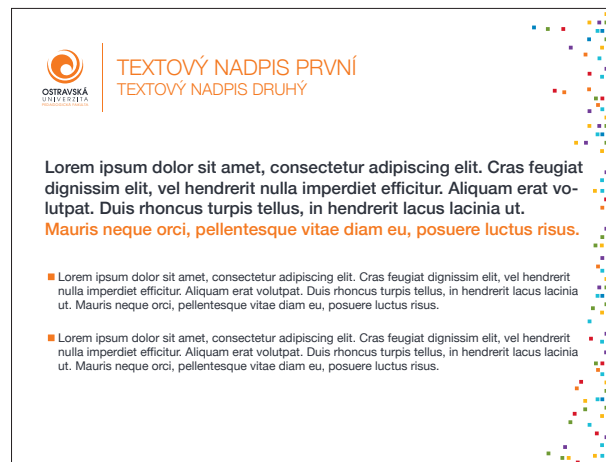 OSTRAVSKÁ
UNIVERZITA
PEDAGOGICKÁ FAKULTA
TEXTOVÝ NADPIS PRVNÍ
TEXTOVÝ NADPIS DRUHÝ
Lorem ipsum dolor sit amet, consectetur adipiscing elit. Cras feugiat
dignissim elit, vel hendrerit nulla imperdiet efficitur. Aliquam erat vo-
lutpat. Duis rhoncus turpis tellus, in hendrerit lacus lacinia ut.
Mauris neque orci, pellentesque vitae diam eu, posuere luctus risus.
Lorem ipsum dolor sit amet, consectetur adipiscing elit. Cras feugiat dignissim elit, vel hendrerit
nulla imperdiet efficitur. Aliquam erat volutpat. Duis rhoncus turpis tellus, in hendrerit lacus lacinia
ut. Mauris neque orci, pellentesque vitae diam eu, posuere luctus risus.
Lorem ipsum dolor sit amet, consectetur adipiscing elit. Cras feugiat dignissim elit, vel hendrerit
nulla imperdiet efficitur. Aliquam erat volutpat. Duis rhoncus turpis tellus, in hendrerit lacus lacinia
ut. Mauris neque orci, pellentesque vitae diam eu, posuere luctus risus.